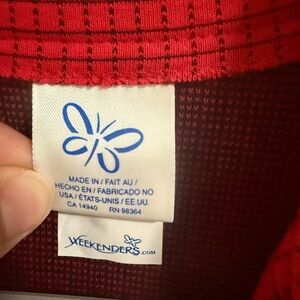 MADE IN / FAIT AU /
HECHO EN / FABRICADO NO
USA / ÉTATS-UNIS / EE.UU.
CA 14940 RN 98364
WEEKENDERS.COM